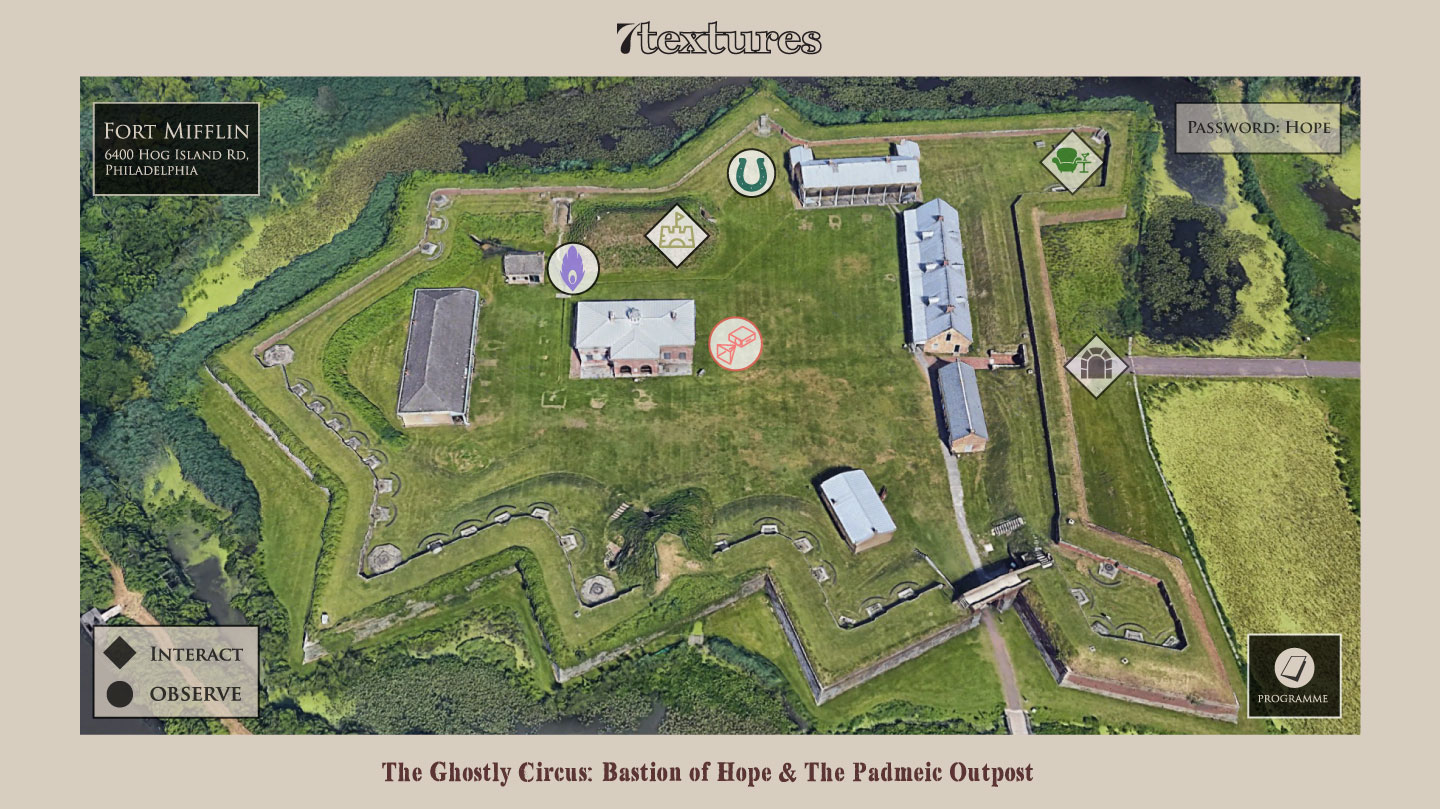 7textures
Fort Mifflin
6400 Hog Island Rd,
Philadelphia
Password: Hope
Interact
observe
programme
The Ghostly Circus: Bastion of Hope & The Padmeic Outpost